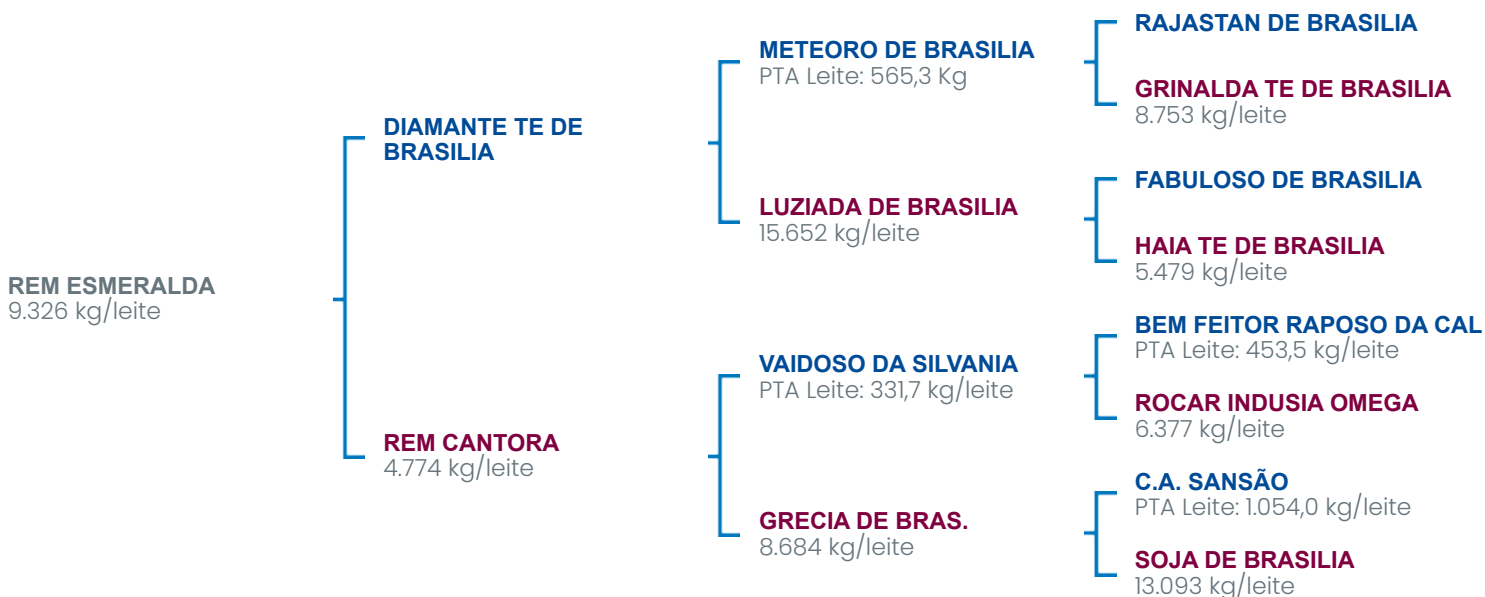 REM ESMERALDA
9.326 kg/leite
DIAMANTE TE DE
BRASILIA
REM CANTORA
4.774 kg/leite
METEORO DE BRASILIA
PTA Leite: 565,3 Kg
LUZIADA DE BRASILIA
15.652 kg/leite
VAIDOSO DA SILVANIA
PTA Leite: 331,7 kg/leite
GRECIA DE BRAS.
8.684 kg/leite
RAJASTAN DE BRASILIA
GRINALDA TE DE BRASILIA
8.753 kg/leite
FABULOSO DE BRASILIA
HAIA TE DE BRASILIA
5.479 kg/leite
BEM FEITOR RAPOSO DA CAL
PTA Leite: 453,5 kg/leite
ROCAR INDUSIA OMEGA
6.377 kg/leite
C.A. SANSÃO
PTA Leite: 1.054,0 kg/leite
SOJA DE BRASILIA
13.093 kg/leite